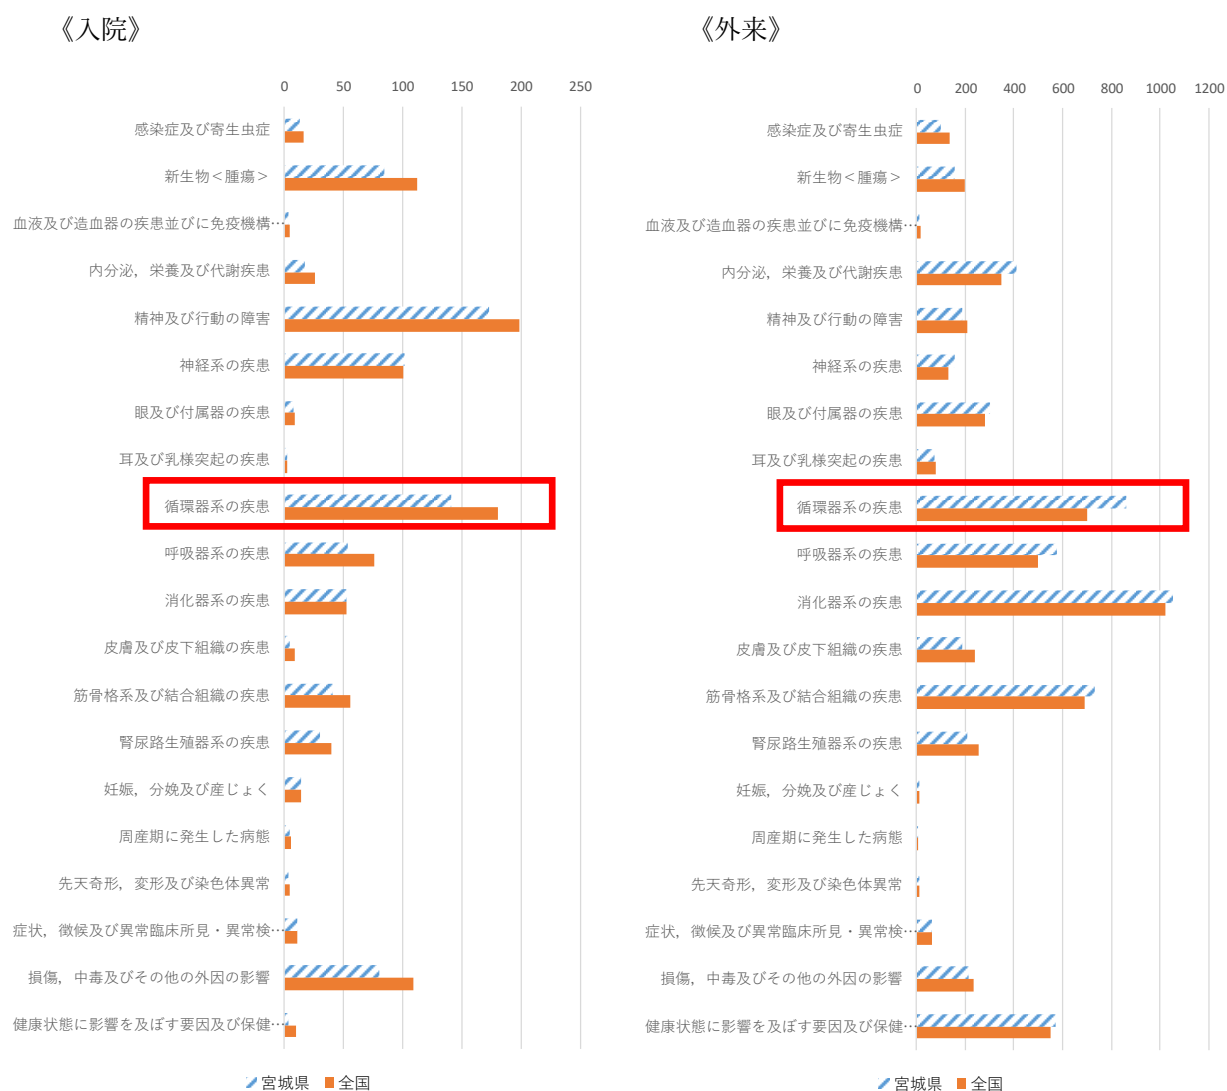 《入院》
0 50 100 150 200 250
感染症及び寄生虫症
新生物＜腫瘍＞
血液及び造血器の疾患並びに免疫機構…
内分泌，栄養及び代謝疾患
精神及び行動の障害
神経系の疾患
眼及び付属器の疾患
耳及び乳様突起の疾患
循環器系の疾患
呼吸器系の疾患
消化器系の疾患
皮膚及び皮下組織の疾患
筋骨格系及び結合組織の疾患
腎尿路生殖器系の疾患
妊娠，分娩及び産じょく
周産期に発生した病態
先天奇形，変形及び染色体異常
症状，徴候及び異常臨床所見・異常検…
損傷，中毒及びその他の外因の影響
健康状態に影響を及ぼす要因及び保健…
宮城県 全国
《外来》
0 200 400 600 800 1000 1200
感染症及び寄生虫症
新生物＜腫瘍＞
血液及び造血器の疾患並びに免疫機構…
内分泌，栄養及び代謝疾患
精神及び行動の障害
神経系の疾患
眼及び付属器の疾患
耳及び乳様突起の疾患
循環器系の疾患
呼吸器系の疾患
消化器系の疾患
皮膚及び皮下組織の疾患
筋骨格系及び結合組織の疾患
腎尿路生殖器系の疾患
妊娠，分娩及び産じょく
周産期に発生した病態
先天奇形，変形及び染色体異常
症状，徴候及び異常臨床所見・異常検…
損傷，中毒及びその他の外因の影響
健康状態に影響を及ぼす要因及び保健…
宮城県 全国